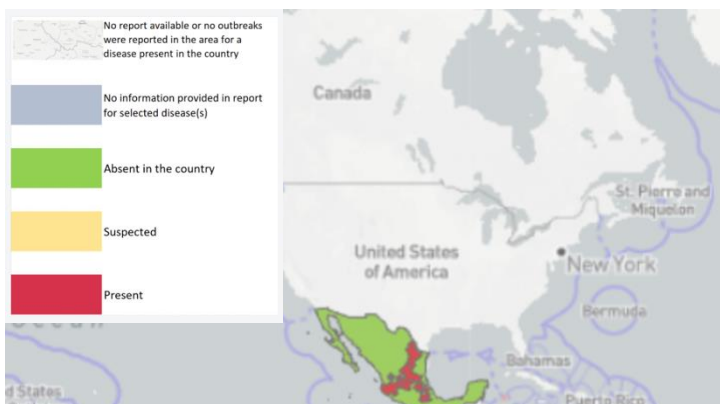 No report available or no outbreaks
were reported in the area for a
disease present in the country
No information provided in report
for selected disease(s)
Absent in the country
Suspected
Present
Canada
St. Pierre and
Miquelon
United States
of America
New York
Bermuda
Ocean
Bahamas
d States
Puerto Rico